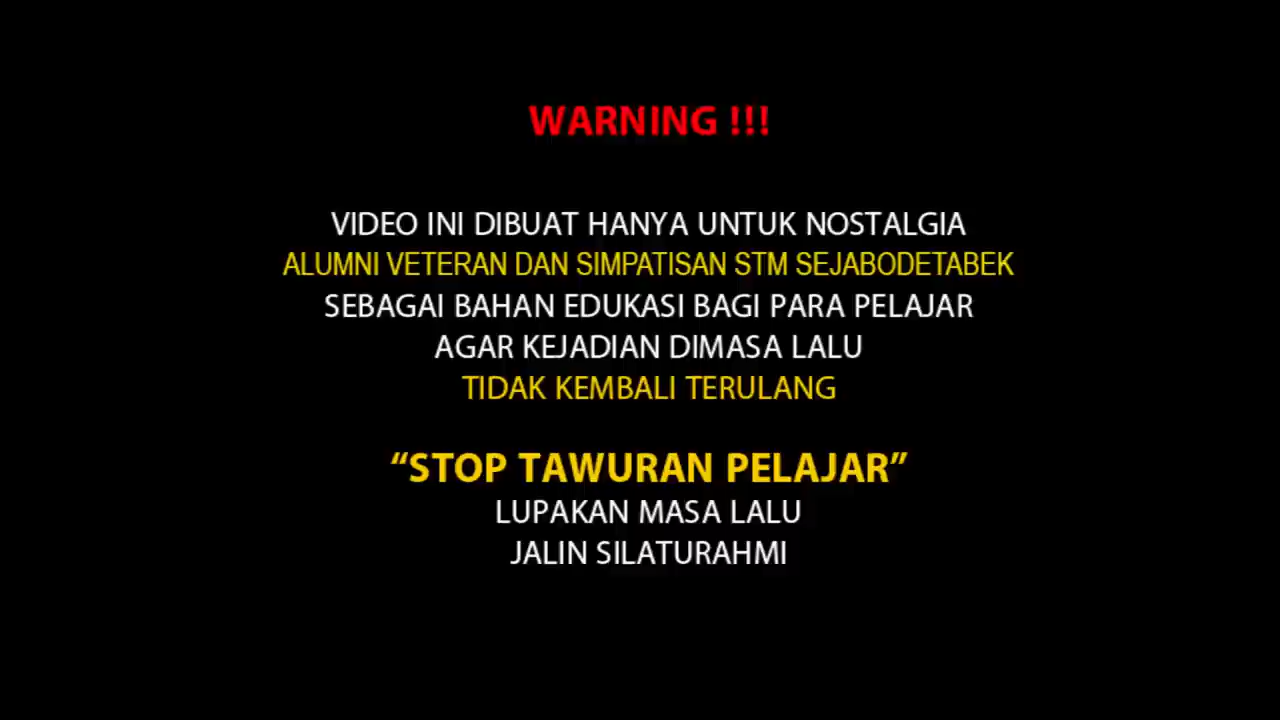 WARNING !!!
VIDEO INI DIBUAT HANYA UNTUK NOSTALGIA
ALUMNI VETERAN DAN SIMPATISAN STM SEJABODETABEK
SEBAGAI BAHAN EDUKASI BAGI PARA PELAJAR
AGAR KEJADIAN DIMASA LALU
TIDAK KEMBALI TERULANG
“STOP TAWURAN PELAJAR”
LUPAKAN MASA LALU
JALIN SILATURAHMI